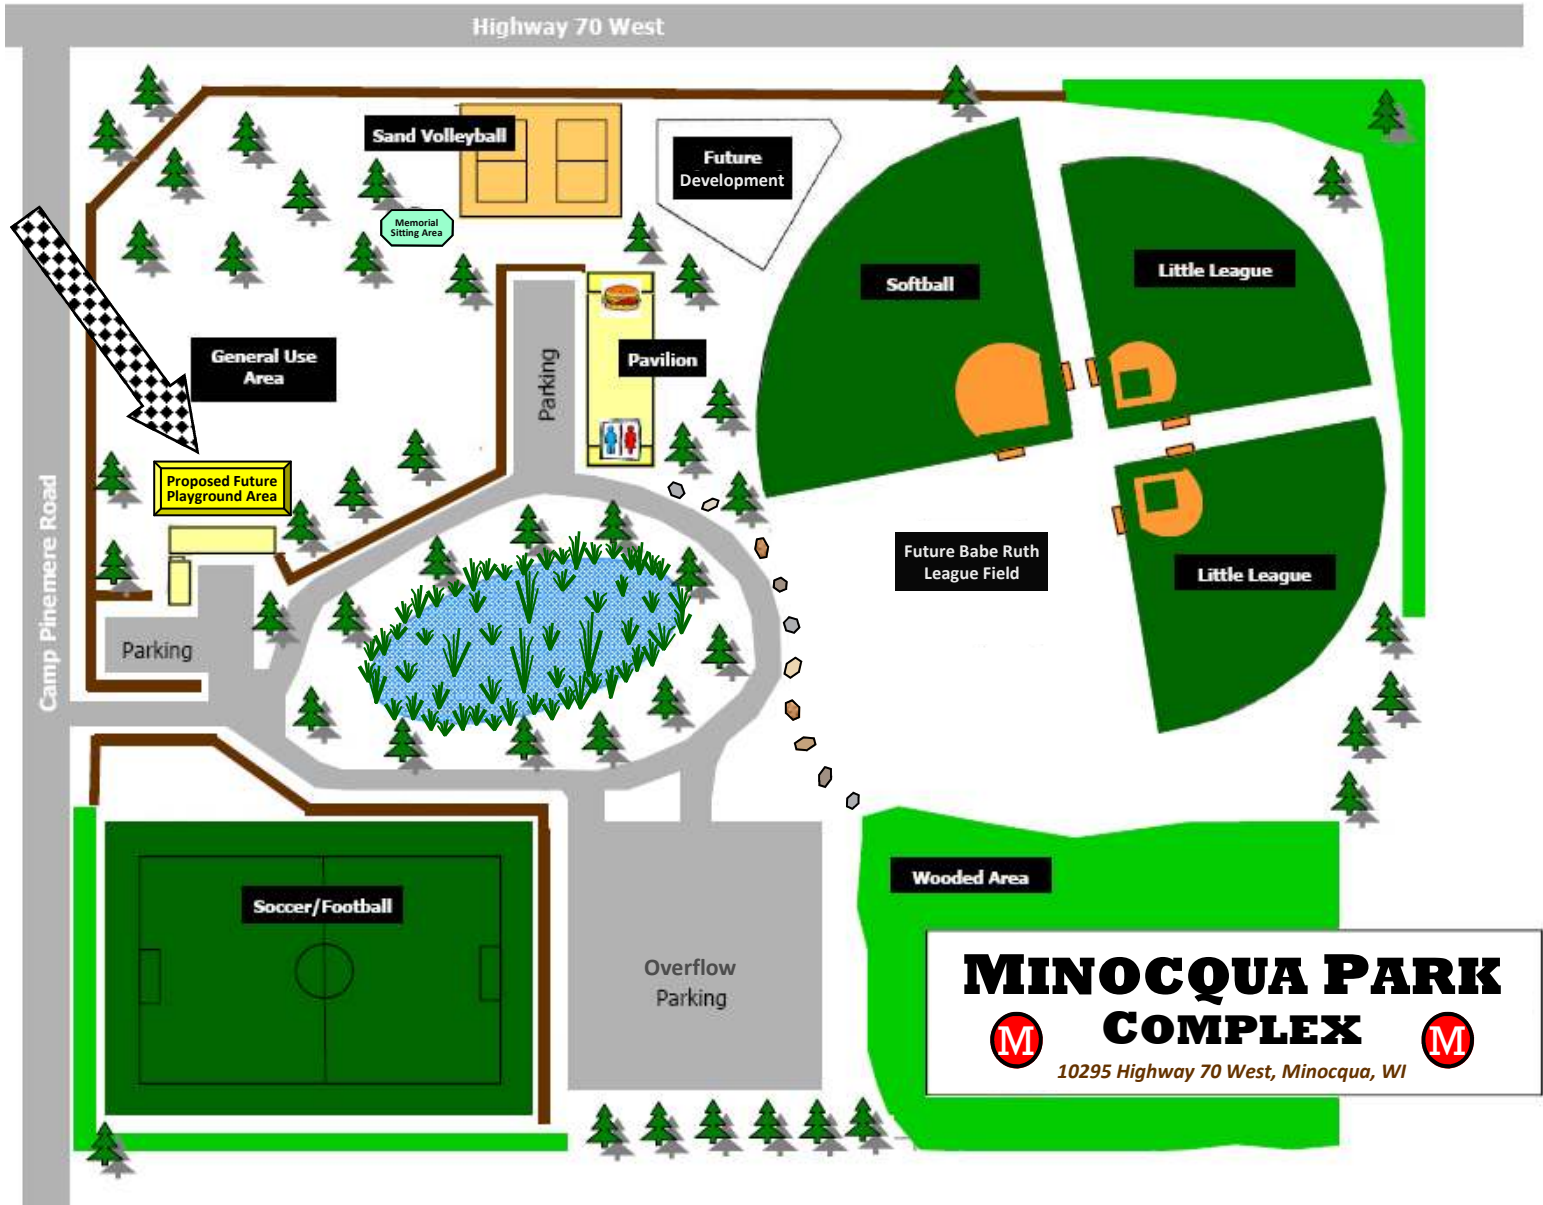 Highway 70 West
Sand Volleyball
Future
Development
Memorial
Sitting Area
Softball
Little League
General Use
Area
Parking
Pavilion
Proposed Future
Playground Area
Camp Pinemere Road
Future Babe Ruth
League Field
Little League
Parking
Soccer/Football
Wooded Area
Overflow
Parking
MINOCQUA PARK
COMPLEX
M
M
10295 Highway 70 West, Minocqua, WI